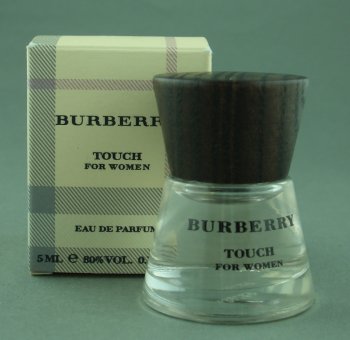 BURBERRY
TOUCH
FOR WOMEN
EAU DE PARFUM
5 ML ℮ 80% VOL.
BURBERRY
TOUCH
FOR WOMEN